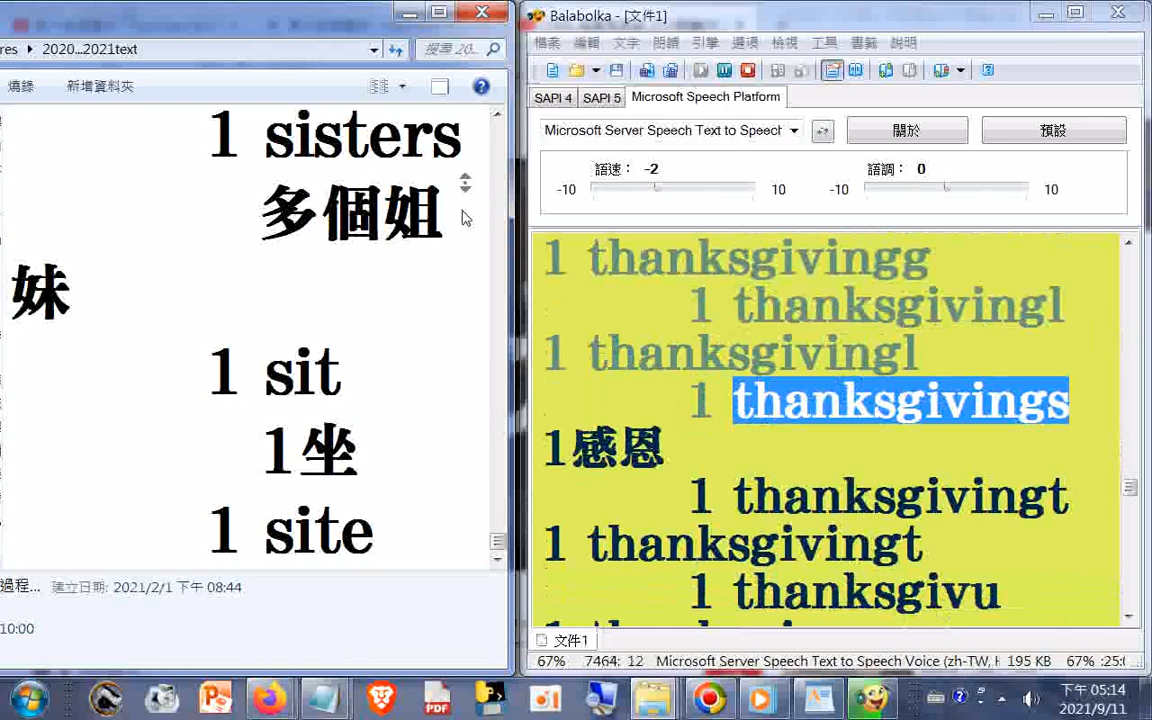 res ▸ 2020...2021text
搜尋 20...
燒錄
新增資料夾
1 sisters
多個姐
妹
1 sit
1坐
1 site
過程... 建立日期: 2021/2/1 下午 08:44
10:00
Balabolka - [文件1]
檔案 編輯 文字 朗讀 引擎 選項 檢視 工具 書籤 說明
SAPI 4 SAPI 5 Microsoft Speech Platform
Microsoft Server Speech Text to Speech
關於
預設
語速: -2
語調: 0
-10 10 -10 10
1 thanksgivingg
1 thanksgivingl
1 thanksgivingl
1 thanksgivings
1感恩
1 thanksgivingt
1 thanksgivingt
1 thanksgivu
文件1
67% 7464: 12 Microsoft Server Speech Text to Speech Voice (zh-TW, H 195 KB 67%
PDF
下午 05:14
2021/9/11